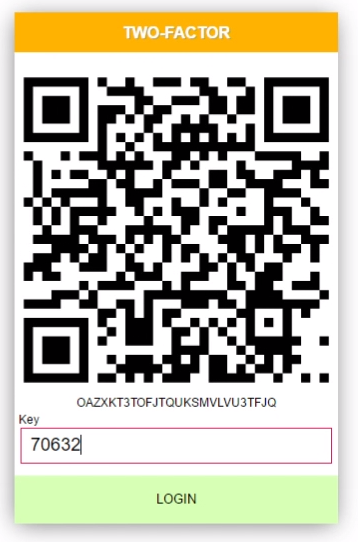 TWO-FACTOR
OAZXKT3TOFJTQUKSMVLVU3TFJQ
Key
70632
LOGIN